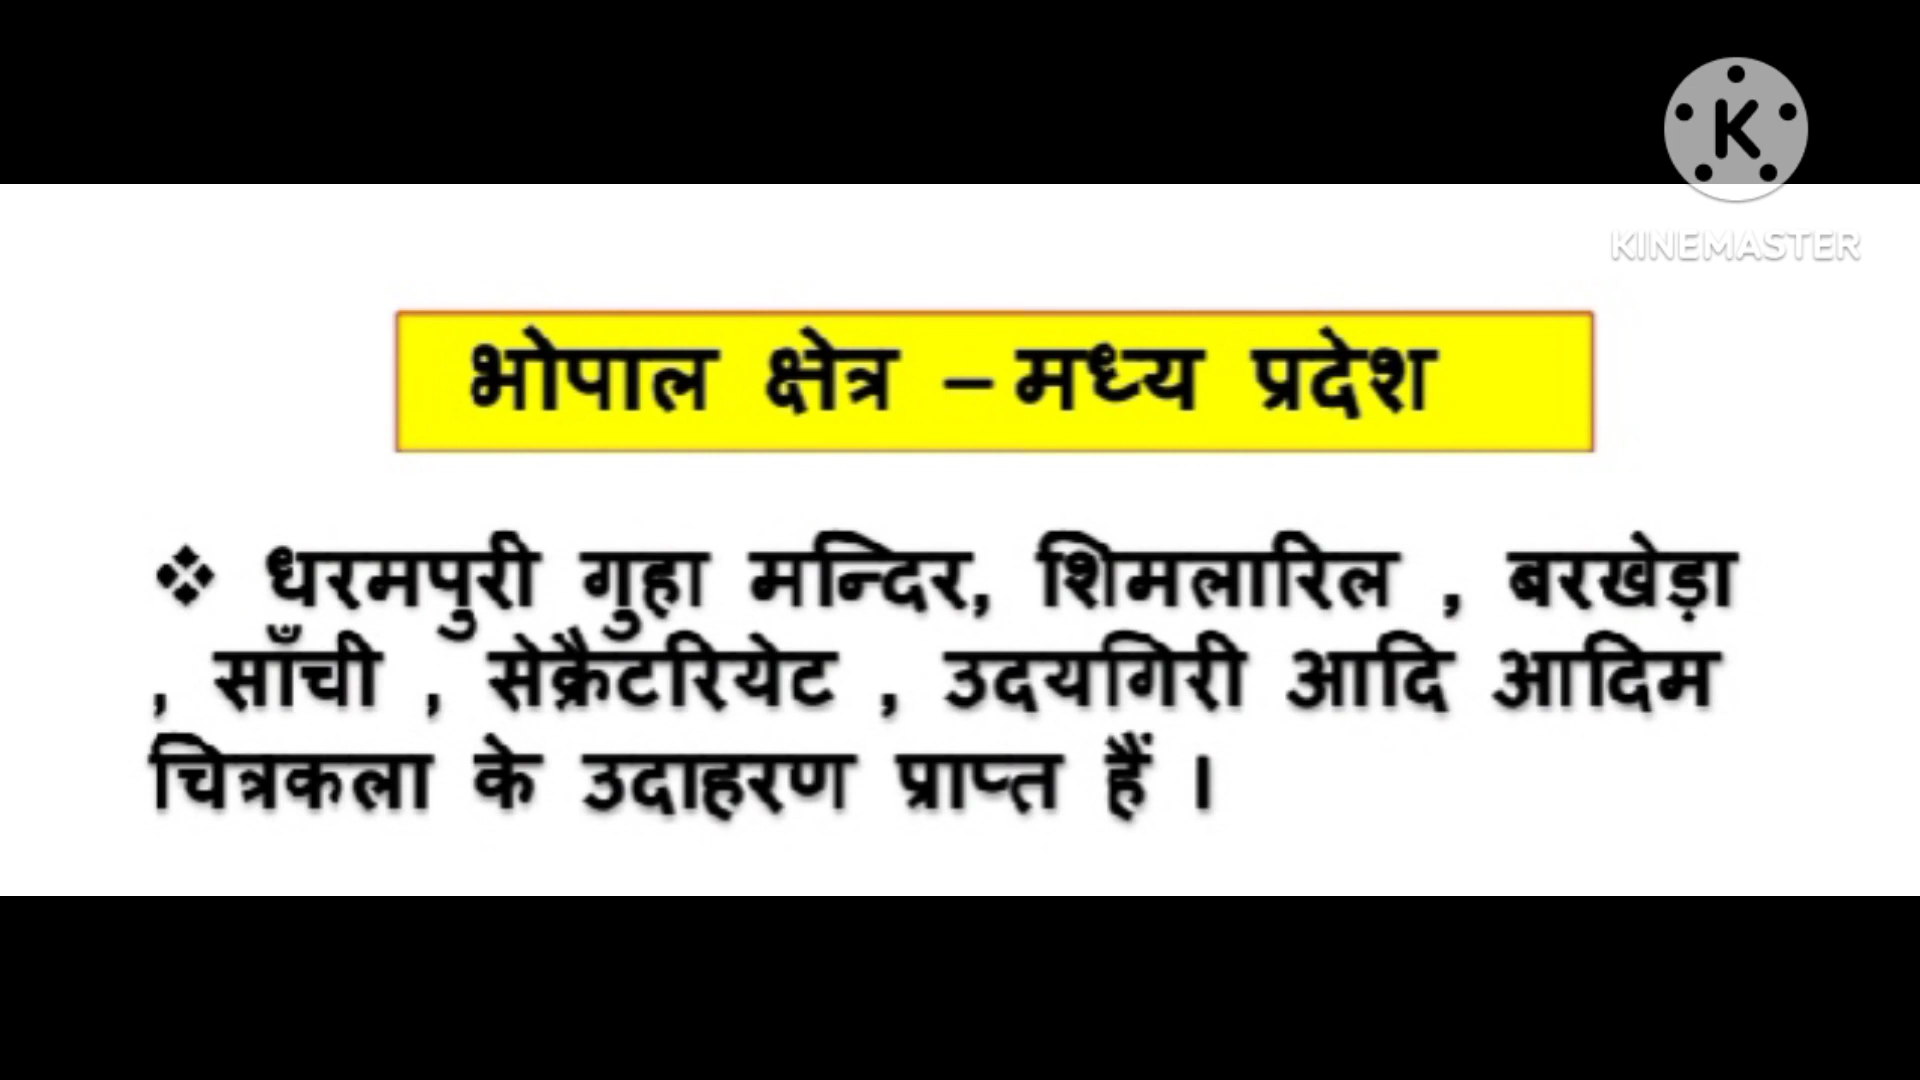 K
KINEMASTER
भोपाल क्षेत्र – मध्य प्रदेश
❖ धरमपुरी गुहा मन्दिर, शिमलारिल , बरखेड़ा
, साँची , सेक्रैटरियेट , उदयगिरी आदि आदिम
चित्रकला के उदाहरण प्राप्त हैं ।